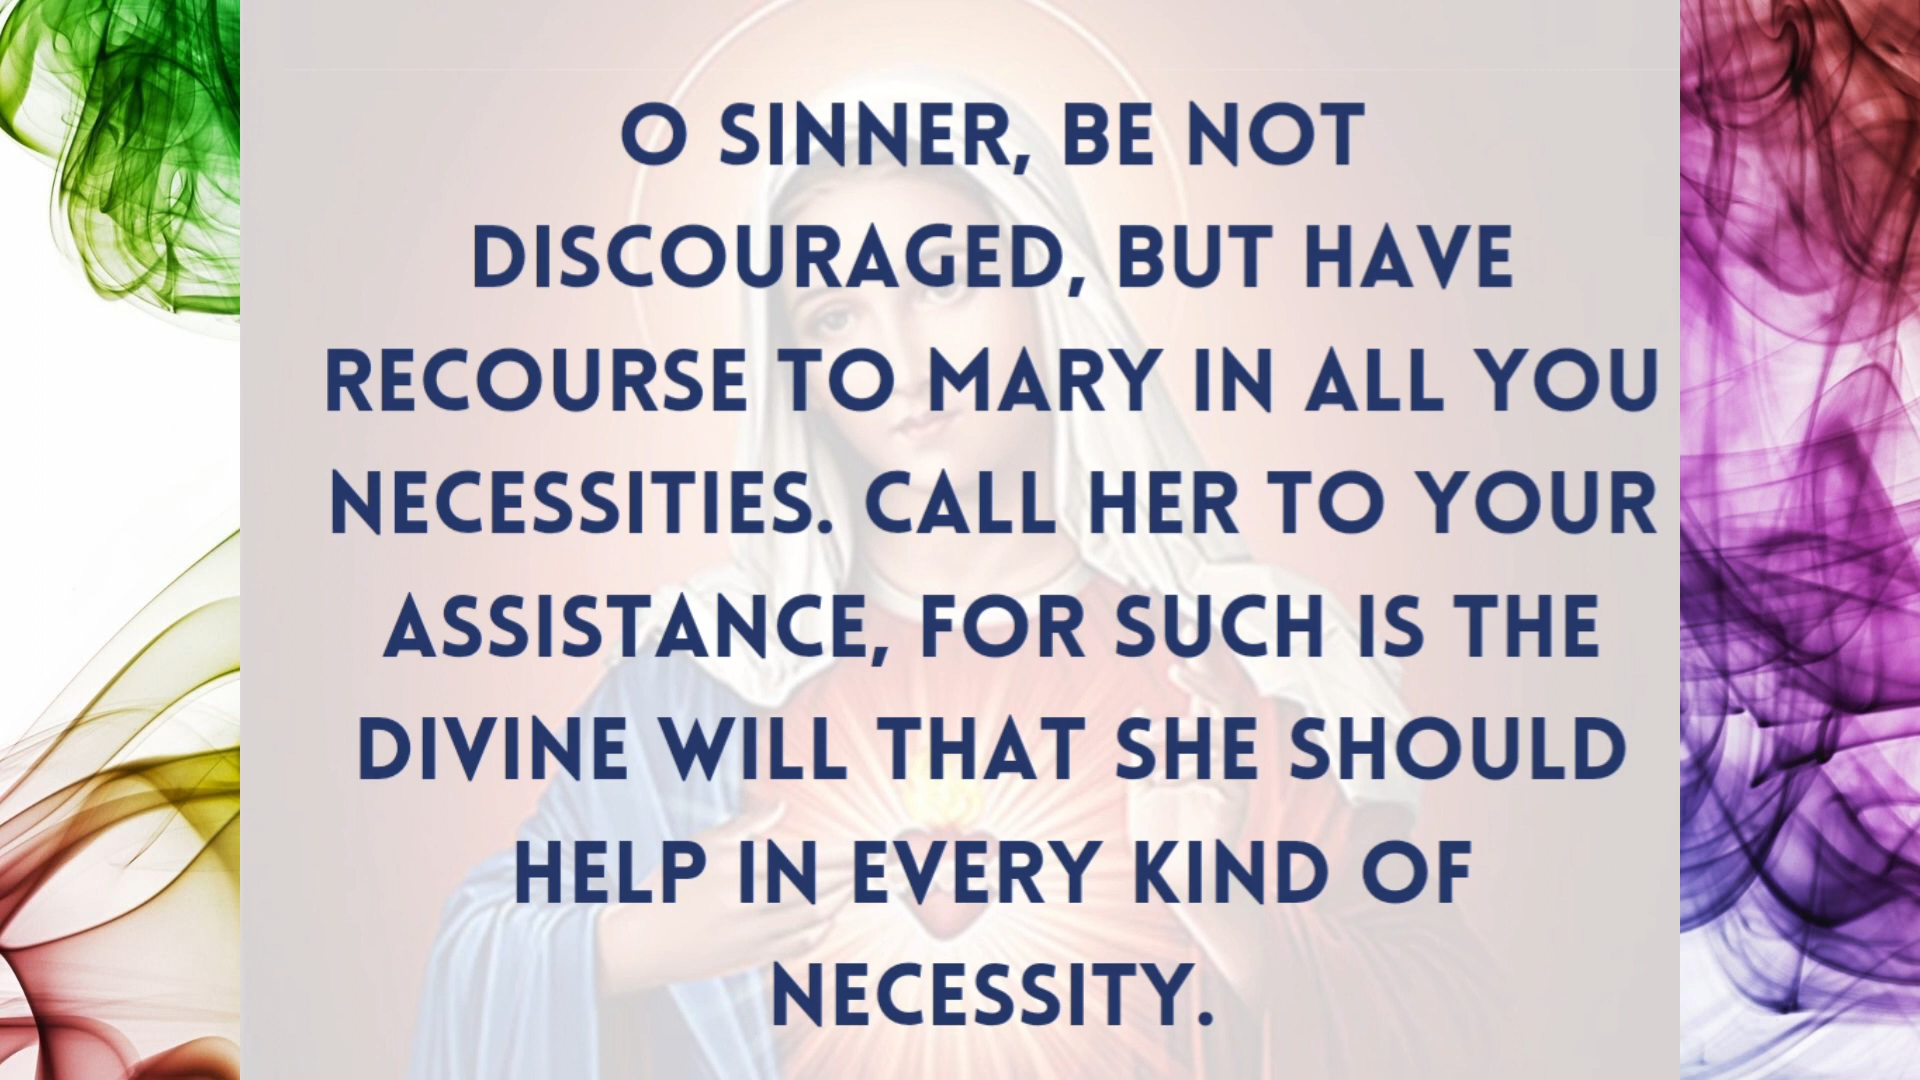 O SINNER, BE NOT
DISCOURAGED, BUT HAVE
RECOURSE TO MARY IN ALL YOU
NECESSITIES. CALL HER TO YOUR
ASSISTANCE, FOR SUCH IS THE
DIVINE WILL THAT SHE SHOULD
HELP IN EVERY KIND OF
NECESSITY.